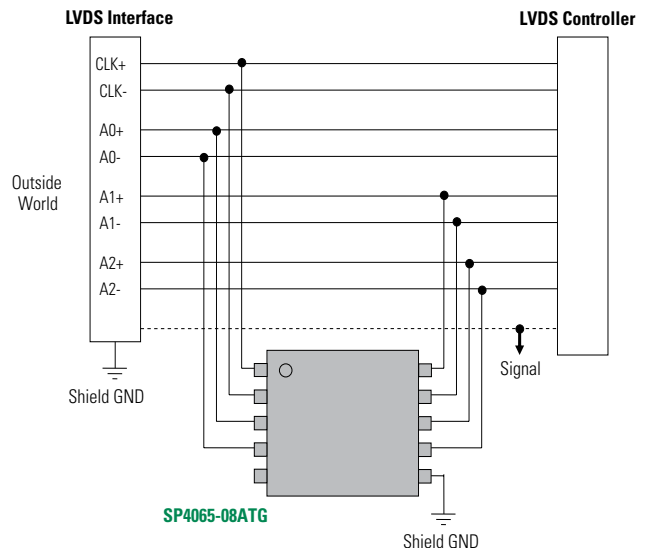 LVDS Interface
LVDS Controller
CLK+
CLK-
A0+
A0-
Outside
World
A1+
A1-
A2+
A2-
Signal
Shield GND
SP4065-08ATG
Shield GND